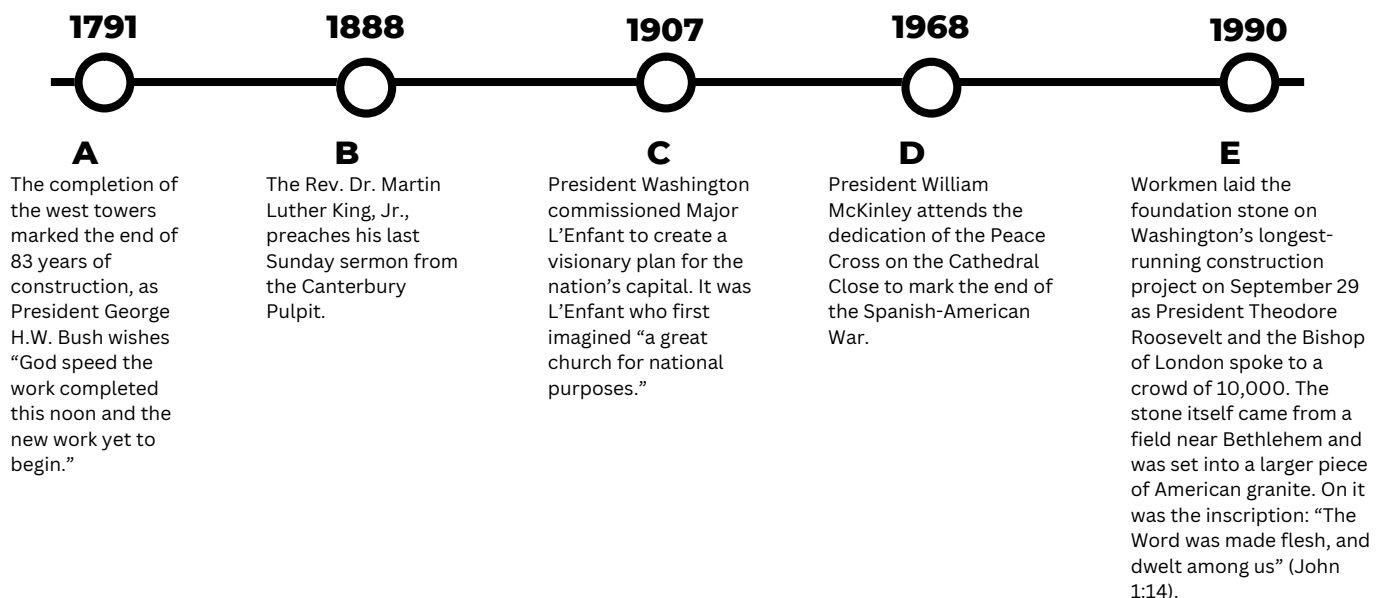 1791
1888
1907
1968
1990
A
The completion of
the west towers
marked the end of
83 years of
construction, as
President George
H.W. Bush wishes
“God speed the
work completed
this noon and the
new work yet to
begin.”
B
The Rev. Dr. Martin
Luther King, Jr.,
preaches his last
Sunday sermon from
the Canterbury
Pulpit.
C
President Washington
commissioned Major
L’Enfant to create a
visionary plan for the
nation’s capital. It was
L’Enfant who first
imagined “a great
church for national
purposes.”
D
President William
McKinley attends the
dedication of the Peace
Cross on the Cathedral
Close to mark the end of
the Spanish-American
War.
E
Workmen laid the
foundation stone on
Washington’s longest-
running construction
project on September 29
as President Theodore
Roosevelt and the Bishop
of London spoke to a
crowd of 10,000. The
stone itself came from a
field near Bethlehem and
was set into a larger piece
of American granite. On it
was the inscription: “The
Word was made flesh, and
dwelt among us” (John
1:14).